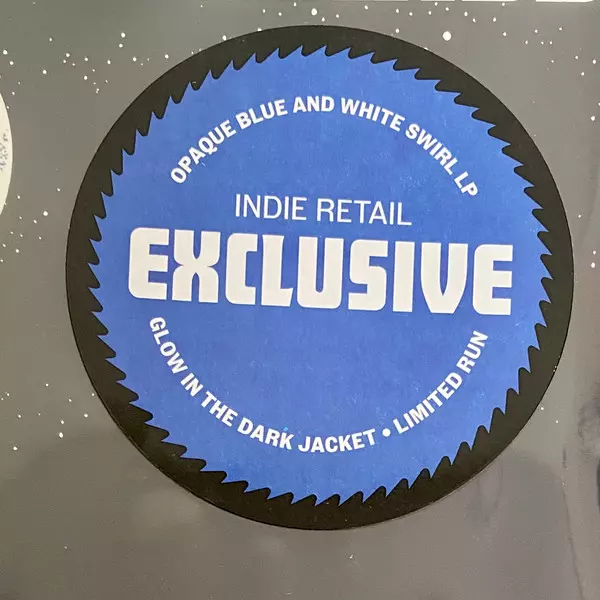 OPAQUE BLUE AND WHITE SWIRL LP
INDIE RETAIL
EXCLUSIVE
GLOW IN THE DARK JACKET • LIMITED RUN